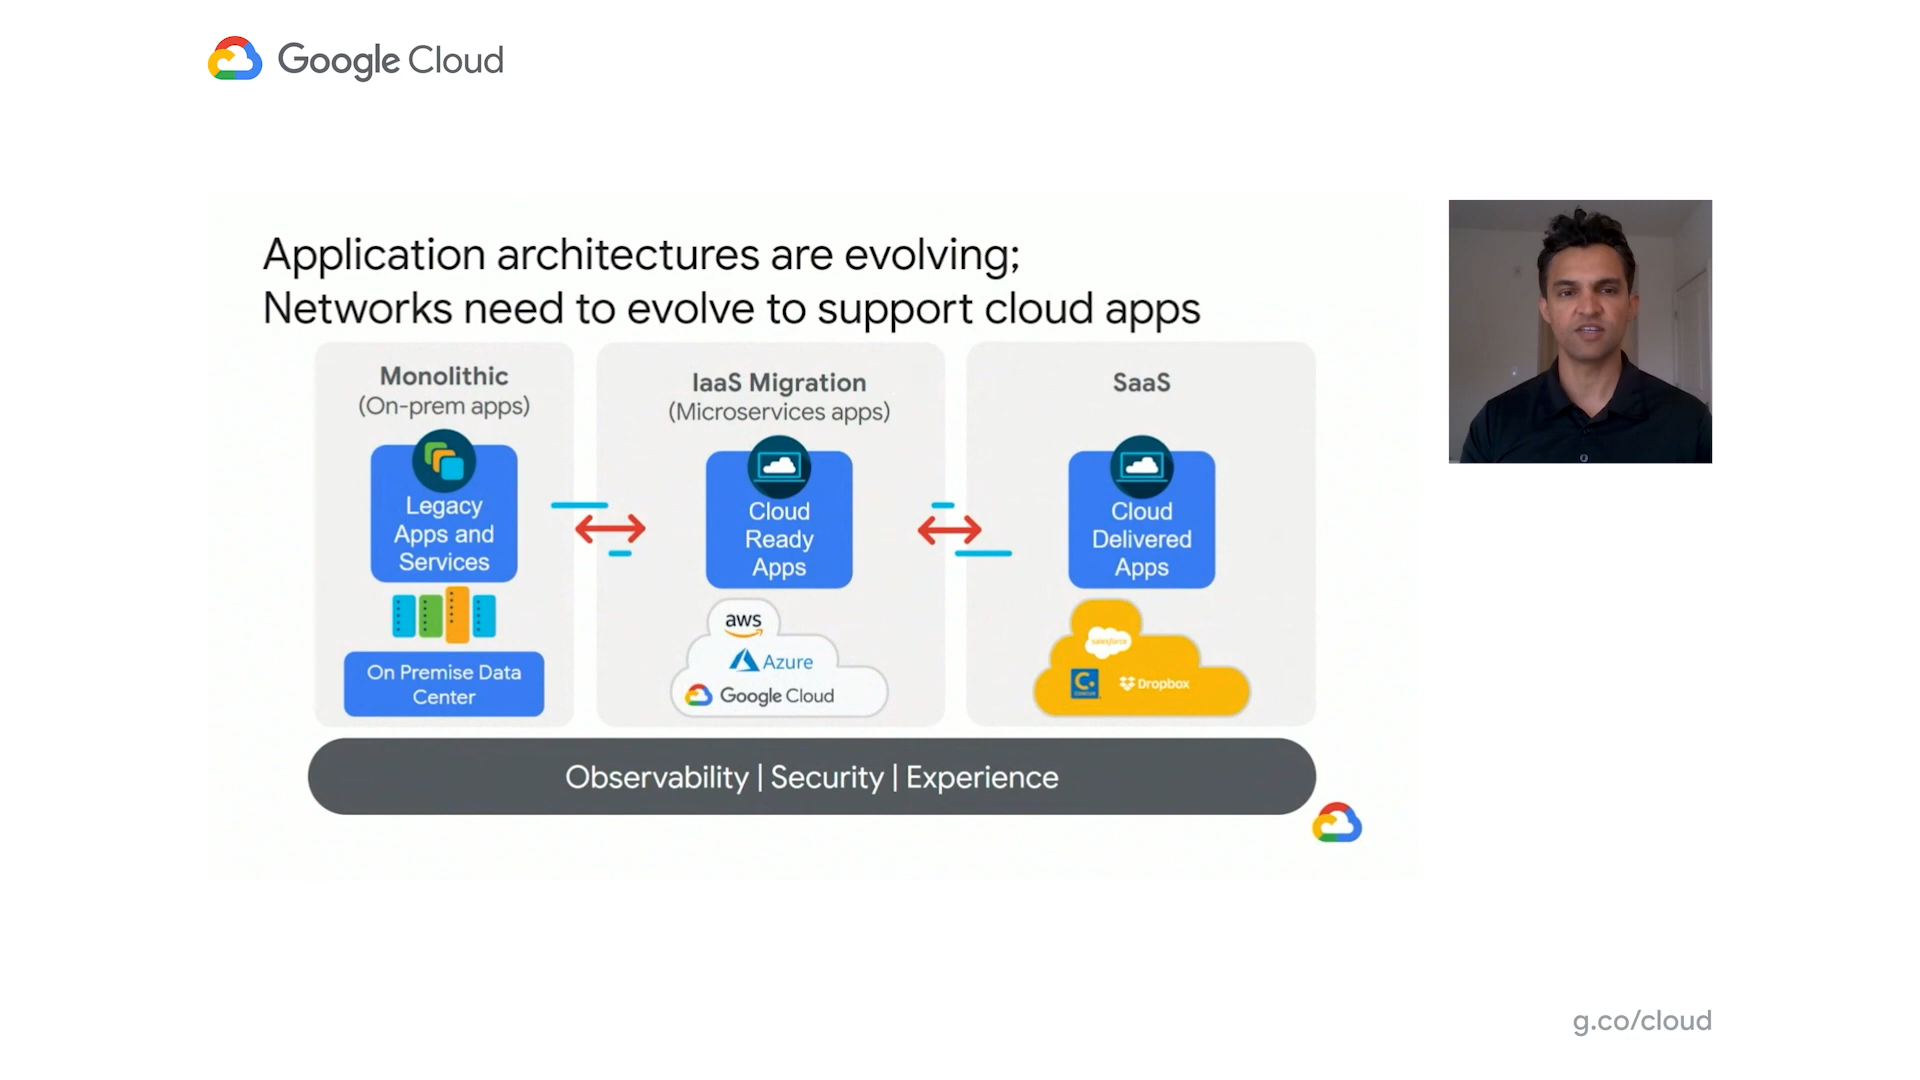 Google Cloud
Application architectures are evolving;
Networks need to evolve to support cloud apps
Monolithic
(On-prem apps)
Legacy
Apps and
Services
On Premise Data
Center
IaaS Migration
(Microservices apps)
Cloud
Ready
Apps
aws
Azure
Google Cloud
SaaS
Cloud
Delivered
Apps
salesforce
C.
CONCUR
Dropbox
Observability | Security | Experience
g.co/cloud